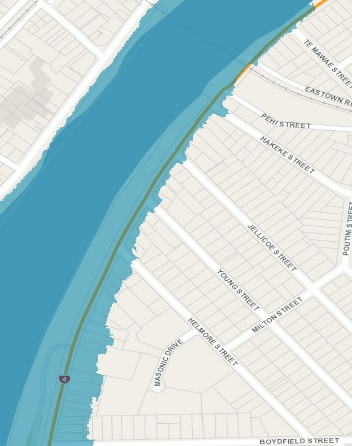 TE MAWAE STREET
EASTOWN RO
PEHI STREET
HAKEKE STREET
POUTINI STREET
JELLICOE STREET
YOUNG STREET
MILTON STREET
HELMORE STREET
MASONIC DRIVE
4
BOYDFIELD STREET